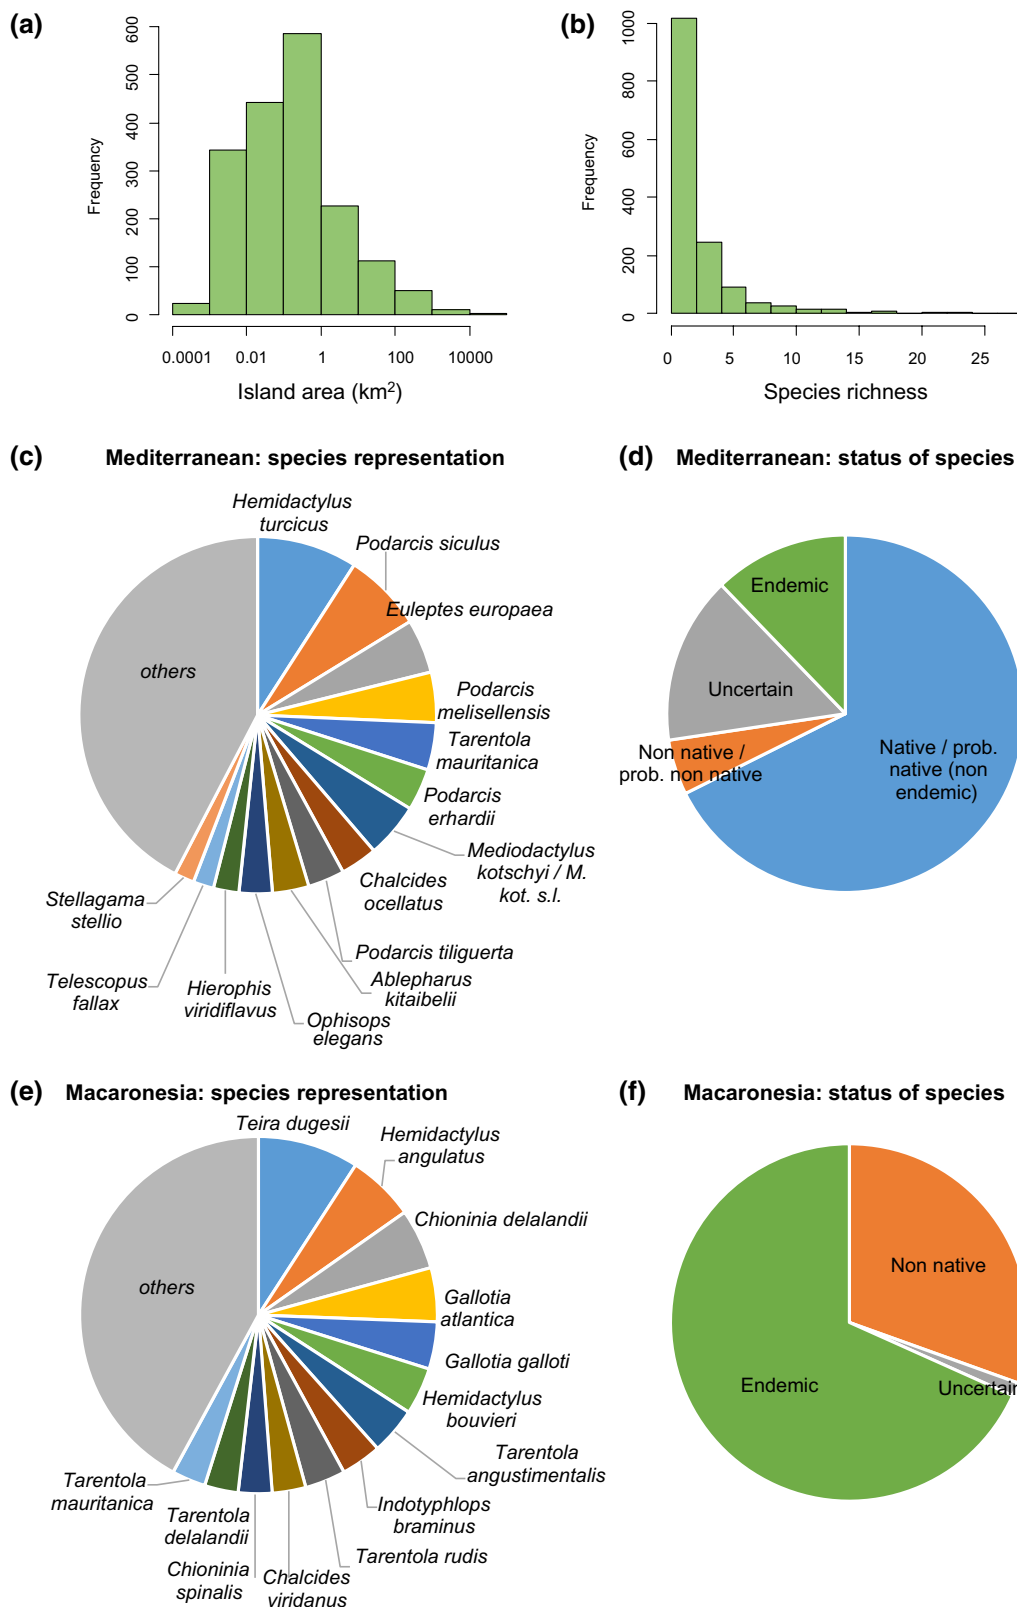 (a)
600
500
400
300
200
100
0
Frequency
0.0001 0.01 1 100 10000
Island area (km²)
(b)
1000
800
600
400
200
0
Frequency
0 5 10 15 20 25
Species richness
(c) Mediterranean: species representation
Hemidactylus
turcicus
Podarcis siculus
Euleptes europaea
Podarcis
melisellensis
Tarentola
mauritanica
Podarcis
erhardii
Mediodactylus
kotschyi / M.
kot. s.l.
Chalcides
ocellatus
Podarcis tiliguerta
Ablepharus
kitaibelii
Ophisops
elegans
Hierophis
viridiflavus
Telescopus
fallax
Stellagama
stellio
others
(d) Mediterranean: status of species
Endemic
Uncertain
Non native /
prob. non native
Native / prob.
native (non
endemic)
(e) Macaronesia: species representation
Teira dugesii
Hemidactylus
angulatus
Chioninia delalandii
Gallotia
atlantica
Gallotia galloti
Hemidactylus
bouvieri
Tarentola
angustimentalis
Indotyphlops
braminus
Tarentola rudis
Chalcides
viridanus
Chioninia
spinalis
Tarentola
delalandii
Tarentola
mauritanica
others
(f) Macaronesia: status of species
Non native
Uncertain
Endemic